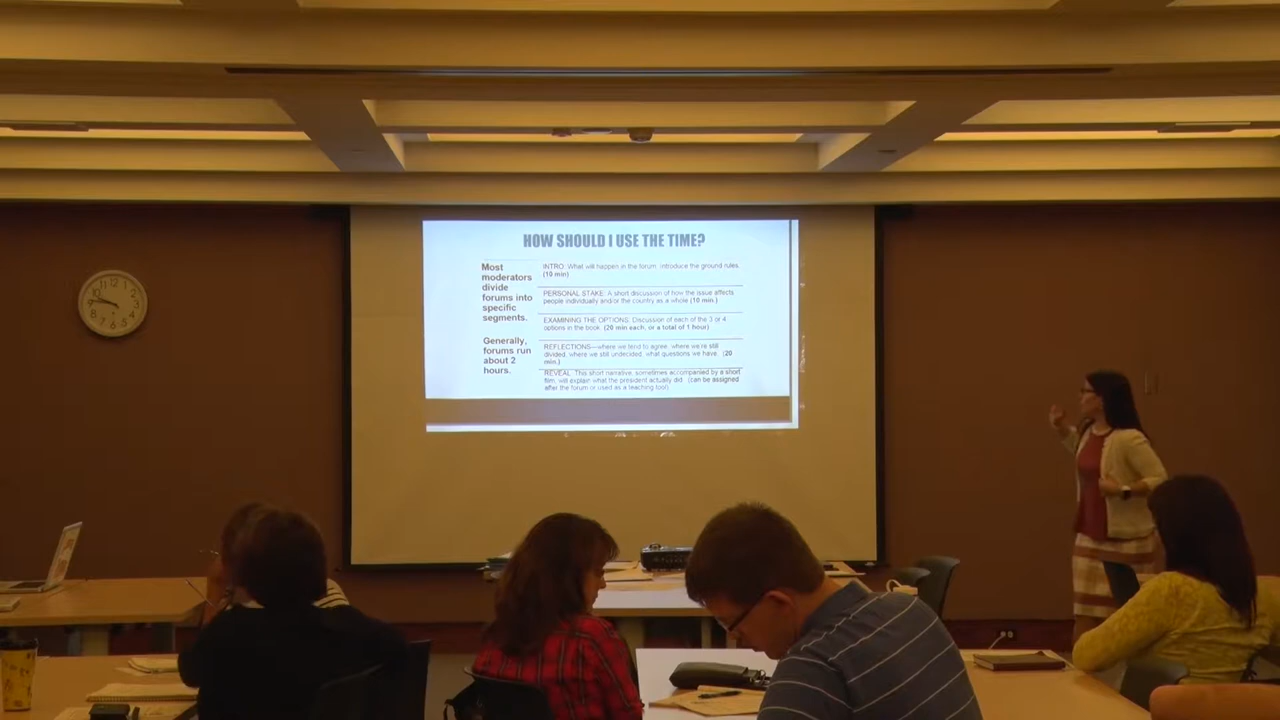 HOW SHOULD I USE THE TIME?
Most
moderators
divide
forums into
specific
segments.
Generally,
forums run
about 2
hours.
INTRO: What will happen in the forum, introduce the ground rules.
(10 min)
PERSONAL STAKE: A short discussion of how the issue affects
people individually and/or the country as a whole (10 min.)
EXAMINING THE OPTIONS: Discussion of each of the 3 or 4
options in the book. (20 min each, or a total of 1 hour)
REFLECTIONS—where we tend to agree, where we're still
divided, where we still undecided, what questions we have. (20
min.)
REVEAL: This short narrative, sometimes accompanied by a short
film, will explain what the president actually did. (can be assigned
after the forum or used as a teaching tool)